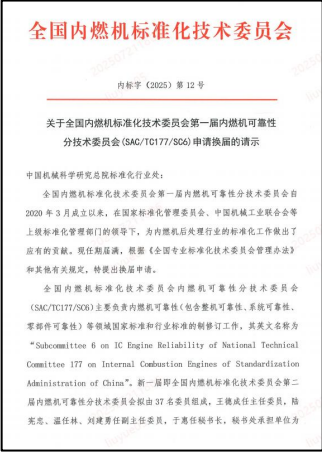 全国内燃机标准化技术委员会
内标字（2025）第 12 号
关于全国内燃机标准化技术委员会第一届内燃机可靠性
分技术委员会(SAC/TC177/SC6)申请换届的请示
中国机械科学研究总院标准化行业处：
全国内燃机标准化技术委员会第一届内燃机可靠性分技术委员会自
2020 年 3 月成立以来，在国家标准化管理委员会、中国机械工业联合会等
上级标准化管理部门的领导下，为内燃机后处理行业的标准化工作做出了
应有的贡献。现任期届满，根据《全国专业标准化技术委员会管理办法》
和其他有关规定，特提出换届申请。
全国内燃机标准化技术委员会内燃机可靠性分技术委员会
(SAC/TC177/SC6)主要负责内燃机可靠性（包含整机可靠性、系统可靠性、
零部件可靠性）等领域国家标准和行业标准的制修订工作，其英文名称为
“Subcommittee 6 on IC Engine Reliability of National Technical
Committee 177 on Internal Combustion Engines of Standardization
Administration of China”。新一届即全国内燃机标准化技术委员会第二
届内燃机可靠性分技术委员会拟由 37 名委员组成，王德成任主任委员，陆
宪忠、温任林、刘建勇任副主任委员，于惠任秘书长，秘书处承担单位为